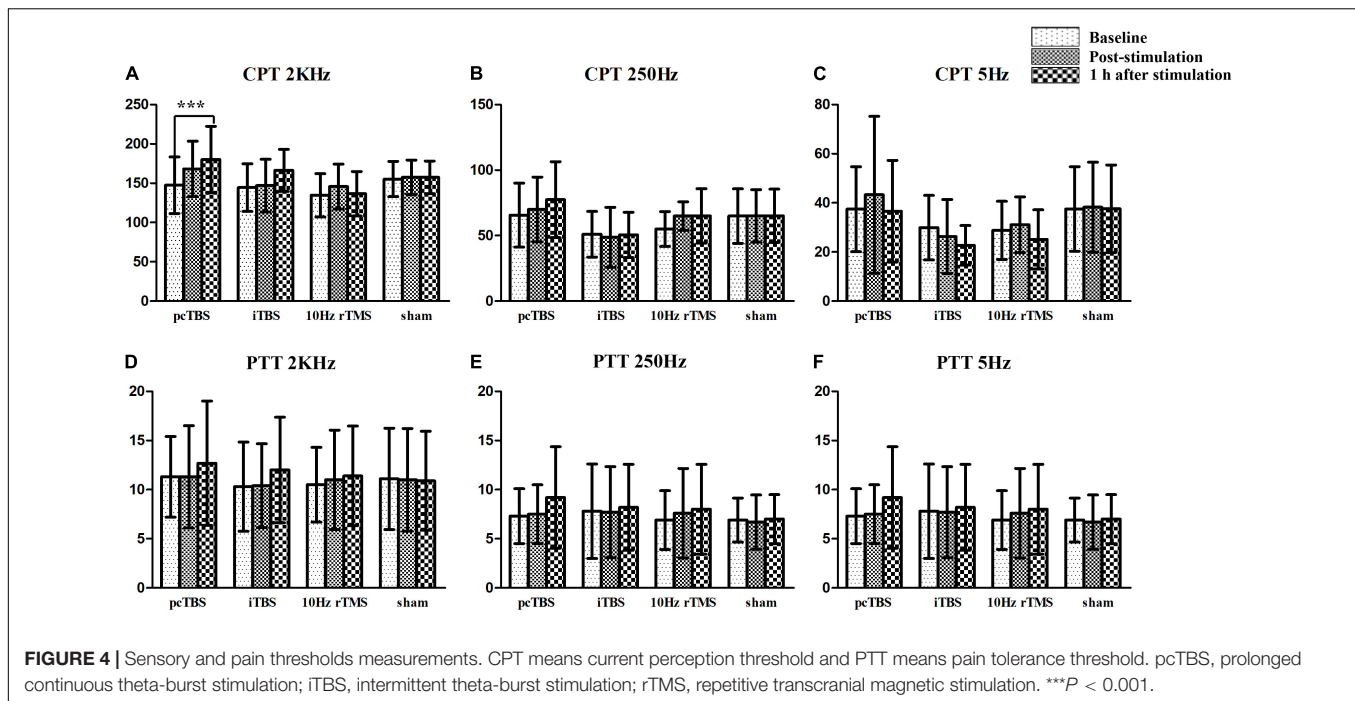 Baseline
Post-stimulation
1 h after stimulation
A
CPT 2KHz
250
200
150
100
50
0
***
pcTBS
iTBS
10Hz rTMS
sham
B
CPT 250Hz
150
100
50
0
pcTBS
iTBS
10Hz rTMS
sham
C
CPT 5Hz
80
60
40
20
0
pcTBS
iTBS
10Hz rTMS
sham
D
PTT 2KHz
20
15
10
5
0
pcTBS
iTBS
10Hz rTMS
sham
E
PTT 250Hz
20
15
10
5
0
pcTBS
iTBS
10Hz rTMS
sham
F
PTT 5Hz
20
15
10
5
0
pcTBS
iTBS
10Hz rTMS
sham
FIGURE 4 | Sensory and pain thresholds measurements. CPT means current perception threshold and PTT means pain tolerance threshold. pcTBS, prolonged
continuous theta-burst stimulation; iTBS, intermittent theta-burst stimulation; rTMS, repetitive transcranial magnetic stimulation. ***P < 0.001.